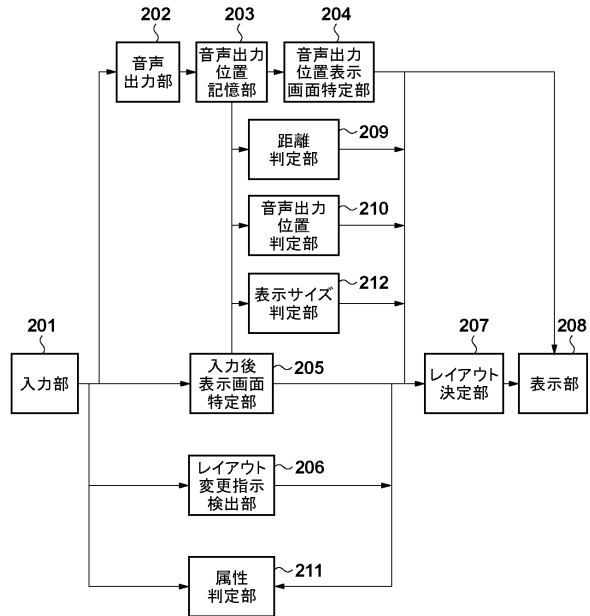 202
203
204
音声
出力部
音声出力
位置
記憶部
音声出力
位置表示
画面特定部
209
距離
判定部
210
音声出力
位置
判定部
212
表示サイズ
判定部
201
入力部
205
入力後
表示画面
特定部
207
レイアウト
決定部
208
表示部
206
レイアウト
変更指示
検出部
211
属性
判定部